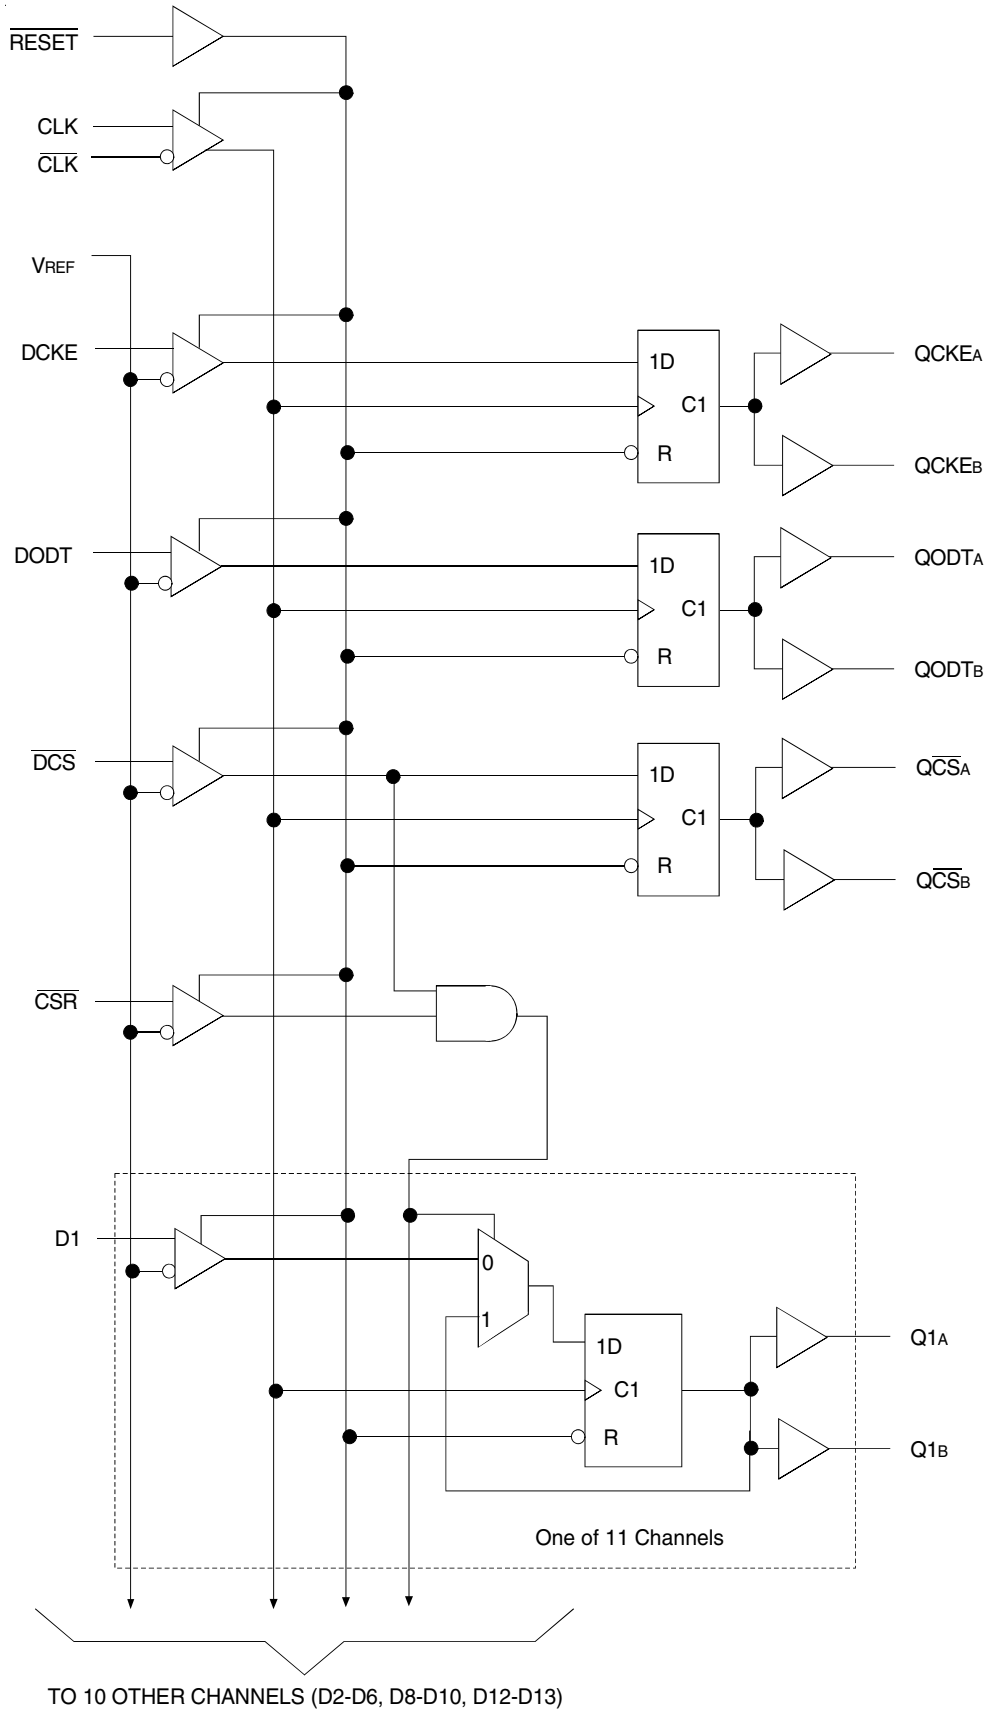 RESET
CLK
CLK
VREF
DCKE
1D
C1
R
QCKEA
QCKEB
DODT
1D
C1
R
QODTA
QODTB
DCS
1D
C1
R
QCSA
QCSB
CSR
D1
0
1
1D
C1
R
Q1A
Q1B
One of 11 Channels
TO 10 OTHER CHANNELS (D2-D6, D8-D10, D12-D13)